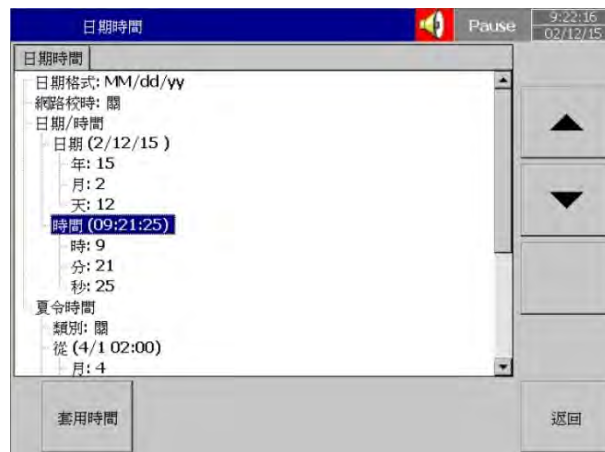 日期時間
Pause
9:22:16
02/12/15
日期時間
日期格式: MM/dd/yy
網路校時: 關
日期/時間
日期 (2/12/15 )
年: 15
月: 2
天: 12
時間 (09:21:25)
時: 9
分: 21
秒: 25
夏令時間
類別: 關
從 (4/1 02:00)
月: 4
套用時間
返回